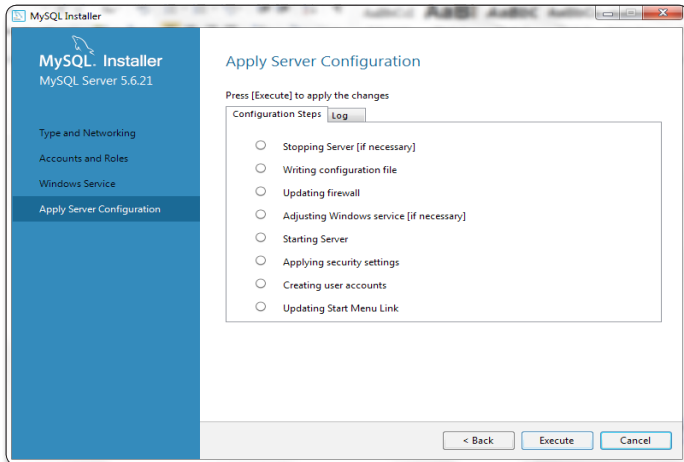 MySQL Installer
MySQL. Installer
MySQL Server 5.6.21
Type and Networking
Accounts and Roles
Windows Service
Apply Server Configuration
Apply Server Configuration
Press [Execute] to apply the changes
Configuration Steps Log
Stopping Server [if necessary]
Writing configuration file
Updating firewall
Adjusting Windows service [if necessary]
Starting Server
Applying security settings
Creating user accounts
Updating Start Menu Link
< Back Execute Cancel